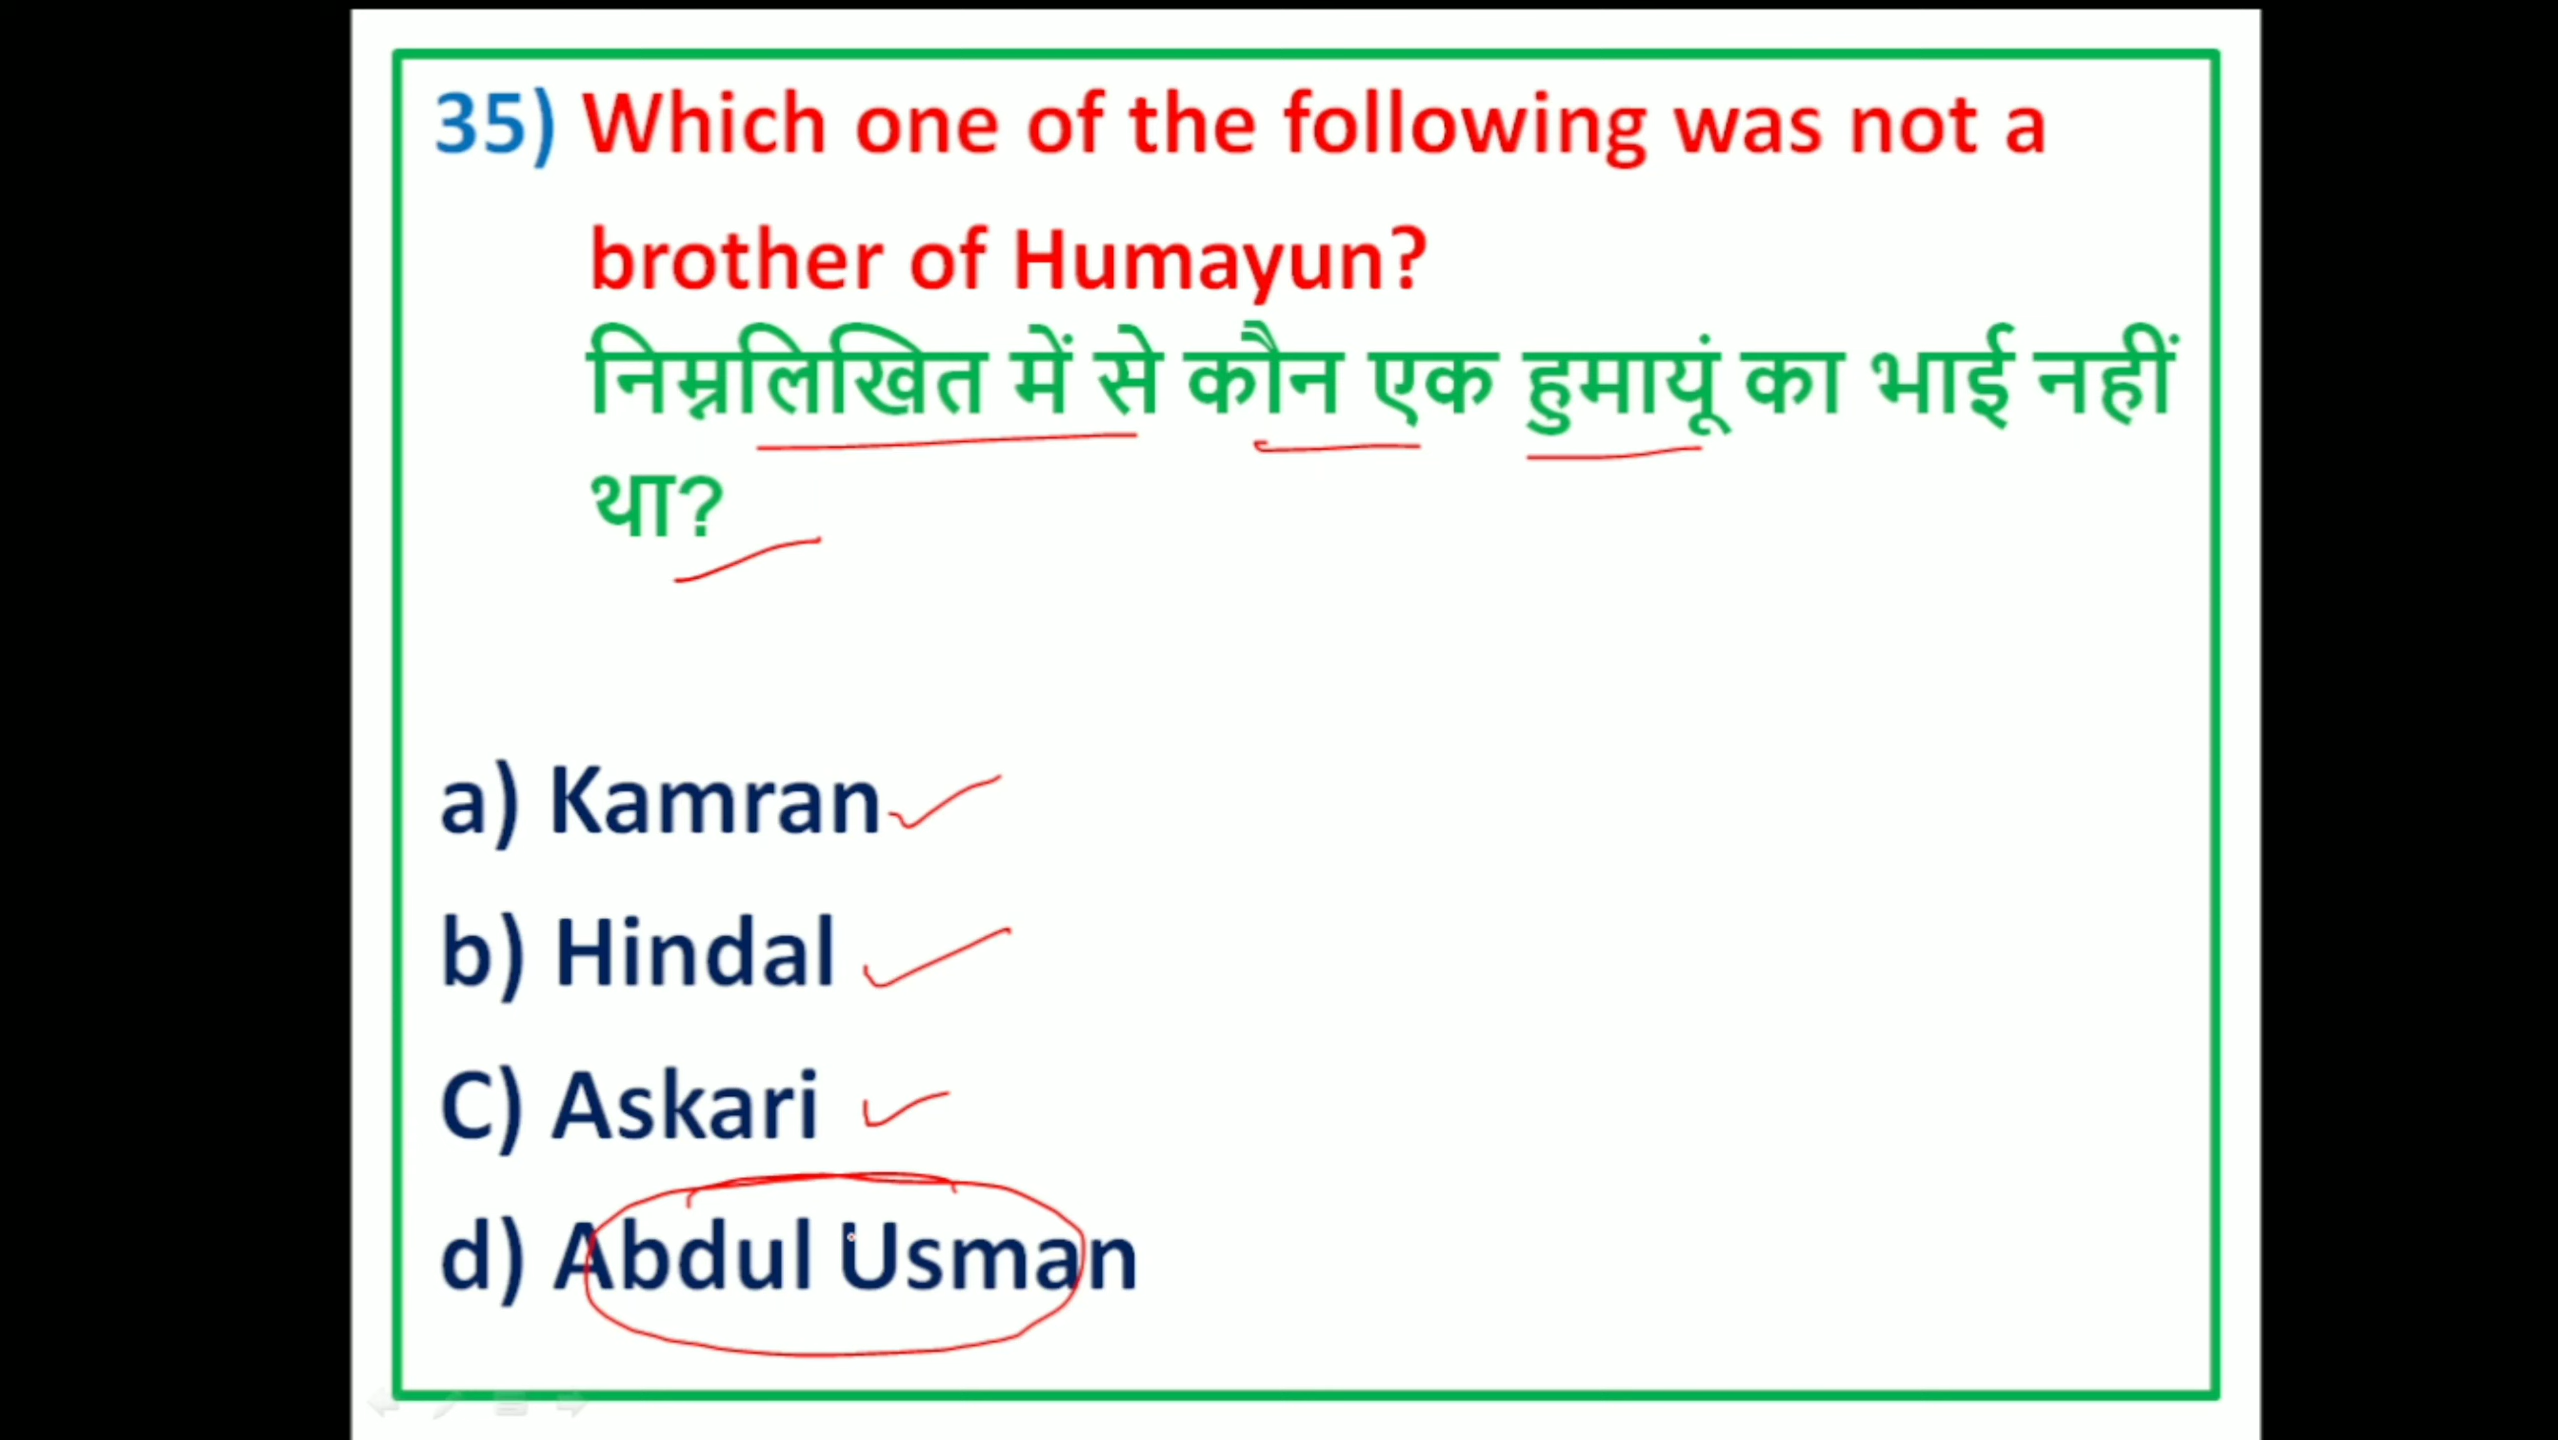 35) Which one of the following was not a
brother of Humayun?
निम्नलिखित में से कौन एक हुमायूं का भाई नहीं
था?
a) Kamran
b) Hindal
C) Askari
d) Abdul Usman